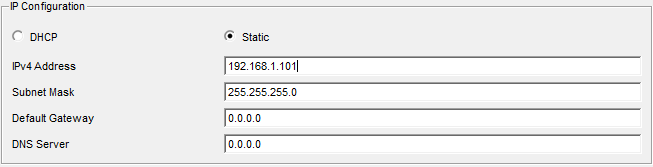 IP Configuration
DHCP Static
IPv4 Address 192.168.1.101
Subnet Mask 255.255.255.0
Default Gateway 0.0.0.0
DNS Server 0.0.0.0